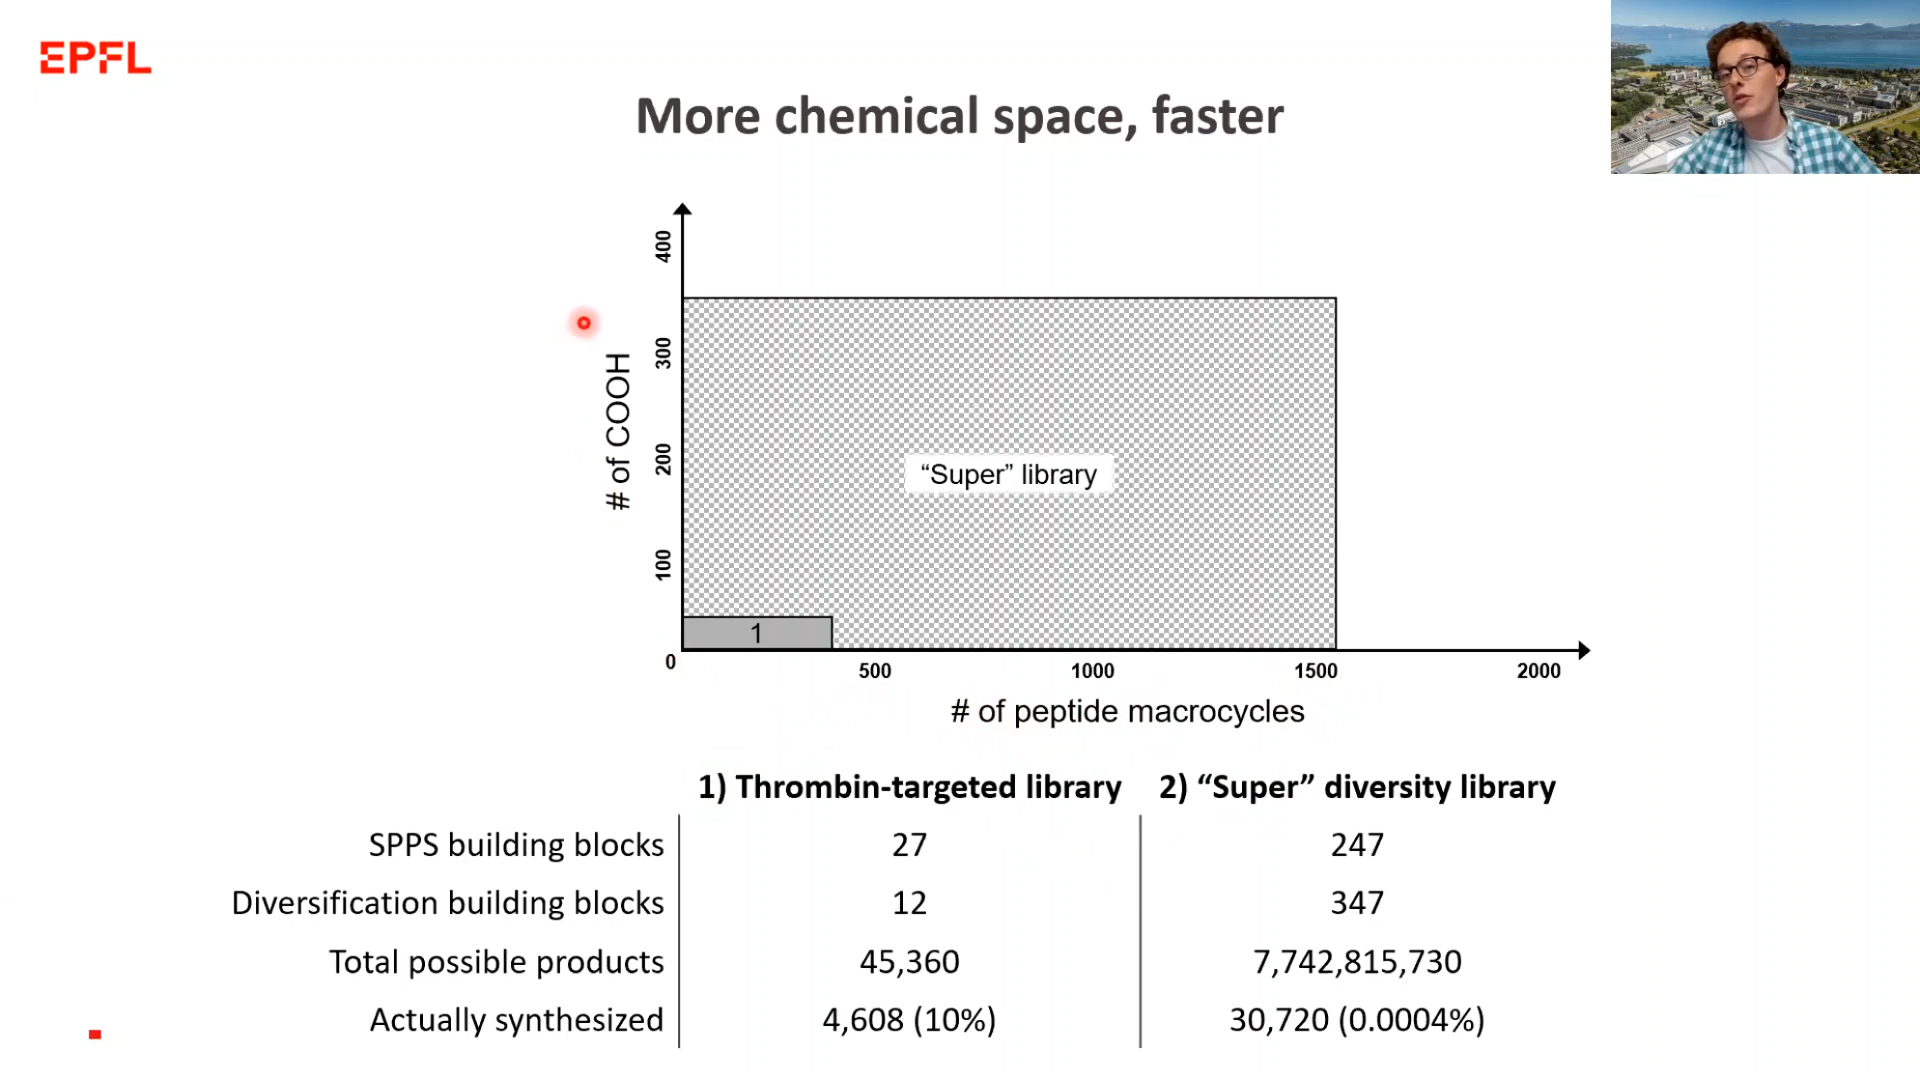 EPFL
More chemical space, faster
400
300
200
100
0
# of COOH
“Super” library
1
500 1000 1500 2000
# of peptide macrocycles
1) Thrombin-targeted library 2) “Super” diversity library
SPPS building blocks 27 247
Diversification building blocks 12 347
Total possible products 45,360 7,742,815,730
Actually synthesized 4,608 (10%) 30,720 (0.0004%)